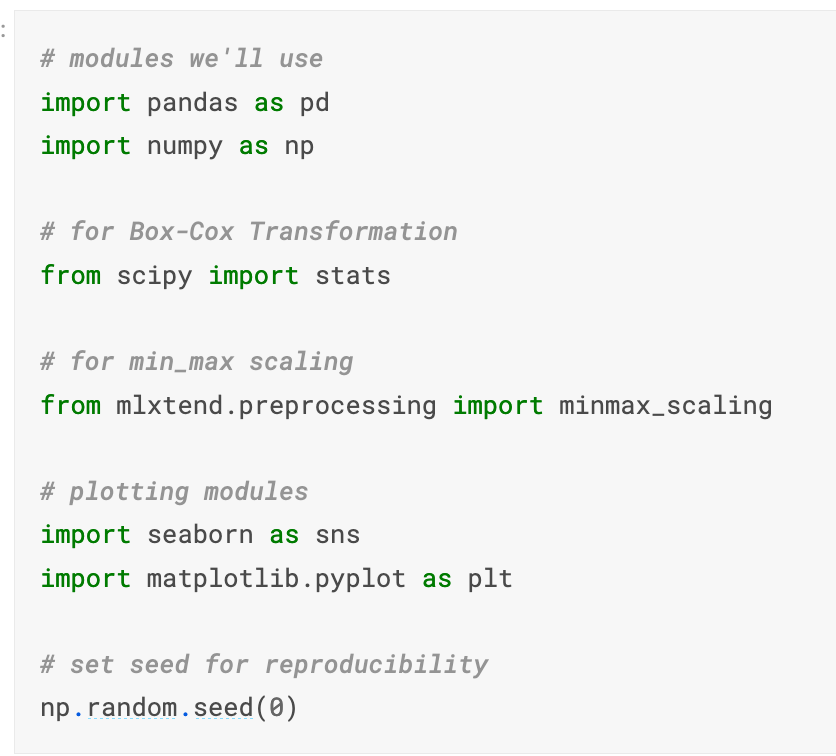 :
# modules we'll use
import pandas as pd
import numpy as np
# for Box-Cox Transformation
from scipy import stats
# for min_max scaling
from mlxtend.preprocessing import minmax_scaling
# plotting modules
import seaborn as sns
import matplotlib.pyplot as plt
# set seed for reproducibility
np.random.seed(0)